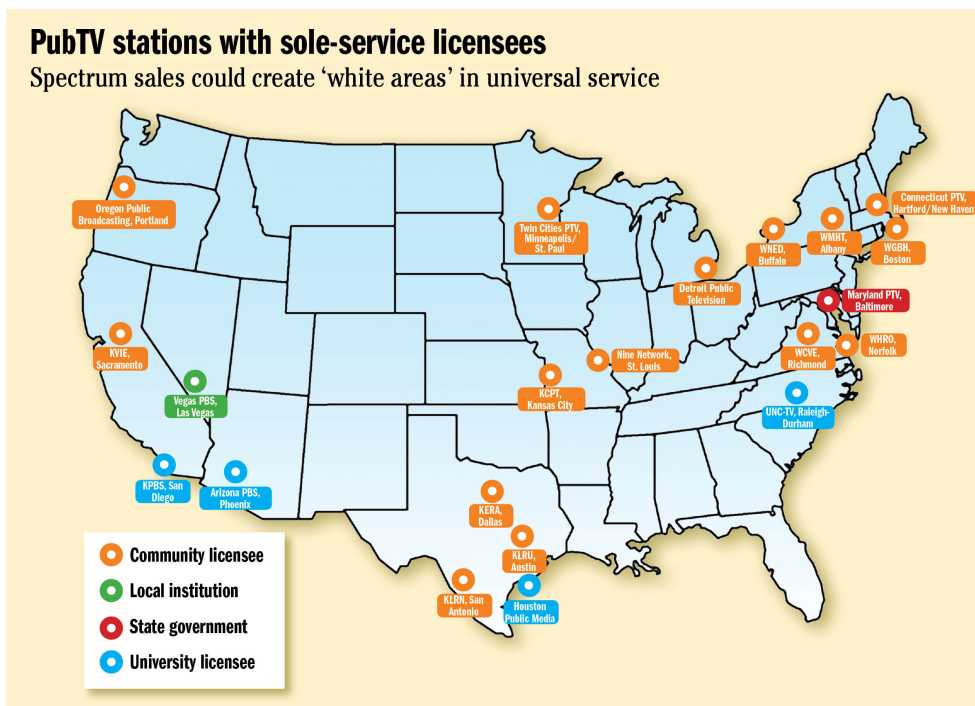 PubTV stations with sole-service licensees
Spectrum sales could create ‘white areas’ in universal service
Oregon Public
Broadcasting, Portland
Twin Cities PTV,
Minneapolis/
St. Paul
Connecticut PTV,
Hartford/New Haven
WNED,
Buffalo
WMHT,
Albany
WGBH,
Boston
Detroit Public
Television
Maryland PTV,
Baltimore
KVIE,
Sacramento
Nine Network,
St. Louis
WCVE,
Richmond
WHRO,
Norfolk
Vegas PBS,
Las Vegas
KCPT,
Kansas City
UNC-TV, Raleigh-
Durham
KPBS, San
Diego
Arizona PBS,
Pheenix
KERA,
Dallas
KLRU,
Austin
KLRN, San
Antonio
Houston
Public Media
Community licensee
Local institution
State government
University licensee